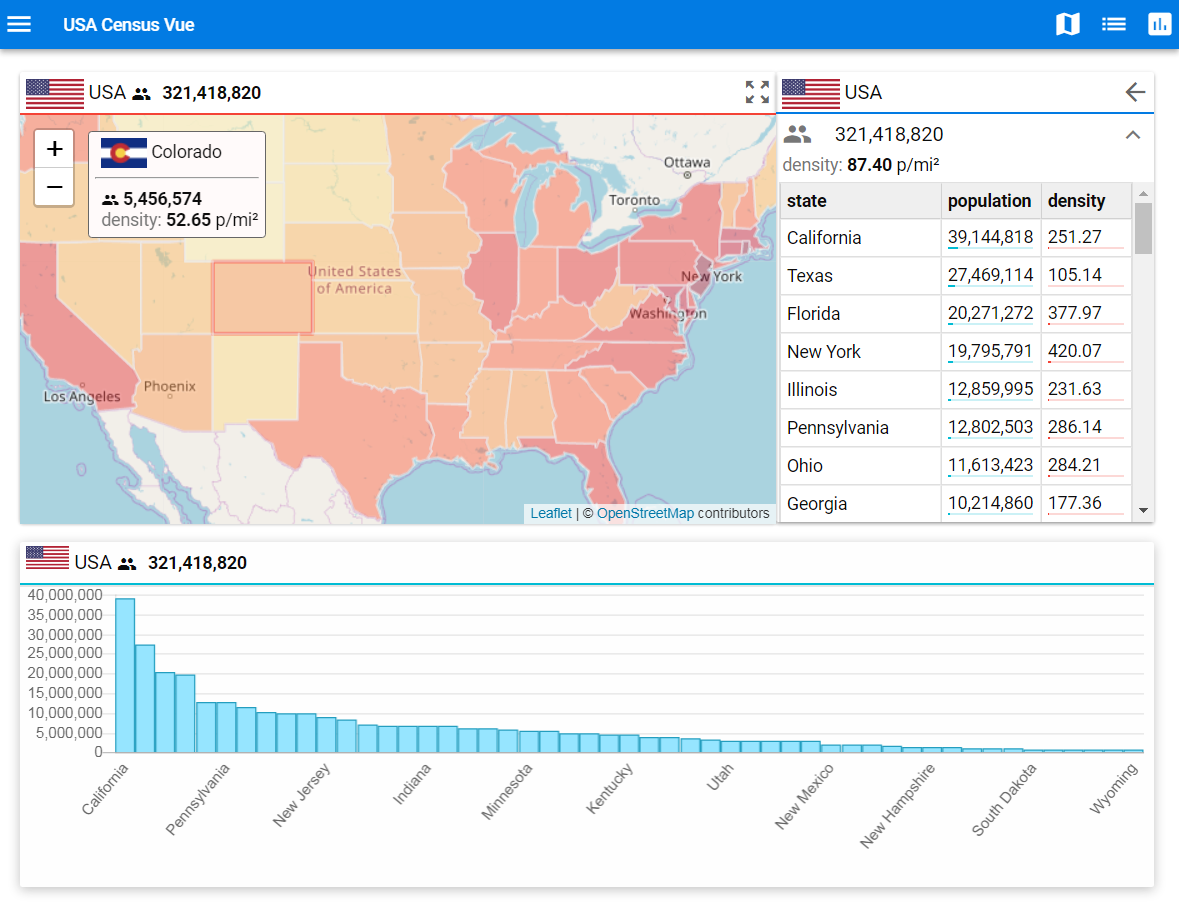 USA Census Vue
USA 321,418,820
+
−
Colorado
5,456,574
density: 52.65 p/mi²
Ottawa
Toronto
United States
of America
New York
Washington
Los Angeles
Phoenix
Leaflet | © OpenStreetMap contributors
USA
321,418,820
density: 87.40 p/mi²
state population density
California 39,144,818 251.27
Texas 27,469,114 105.14
Florida 20,271,272 377.97
New York 19,795,791 420.07
Illinois 12,859,995 231.63
Pennsylvania 12,802,503 286.14
Ohio 11,613,423 284.21
Georgia 10,214,860 177.36
USA 321,418,820
40,000,000
35,000,000
30,000,000
25,000,000
20,000,000
15,000,000
10,000,000
5,000,000
0
California
Pennsylvania
New Jersey
Indiana
Minnesota
Kentucky
Utah
New Mexico
New Hampshire
South Dakota
Wyoming